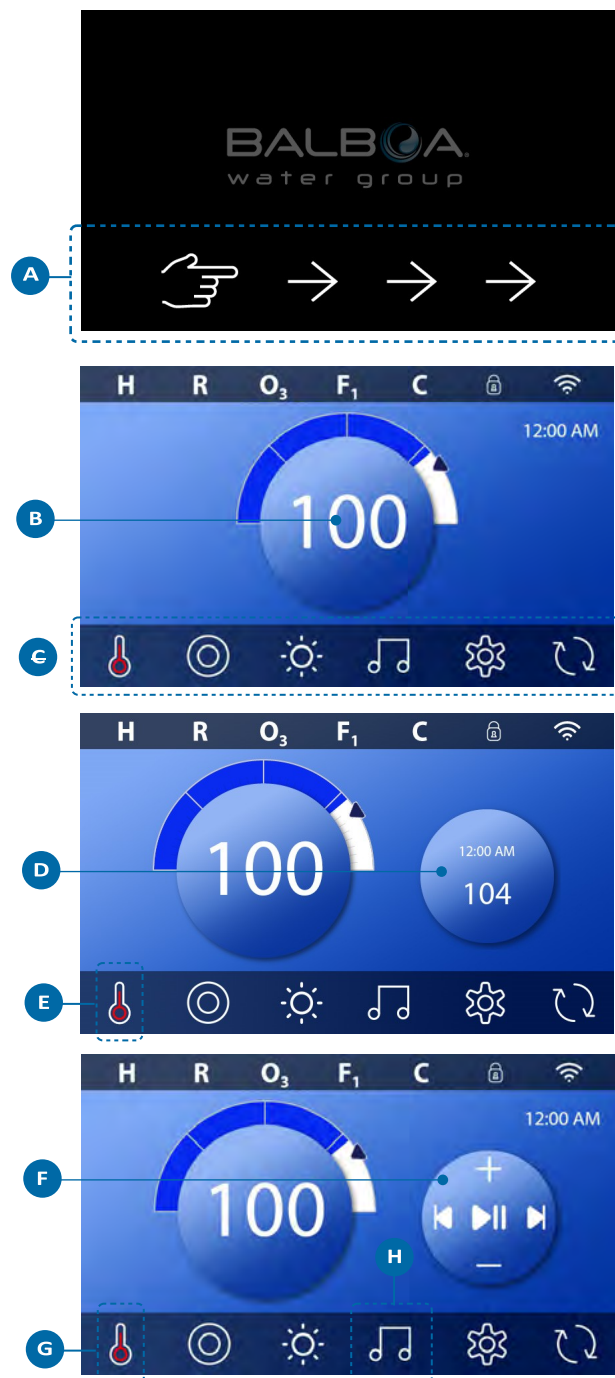 BALBOA.
water group
A
H R O₃ F₁ C
12:00 AM
100
B
C
H R O₃ F₁ C
100
12:00 AM
104
D
E
H R O₃ F₁ C
12:00 AM
100
F
H
G